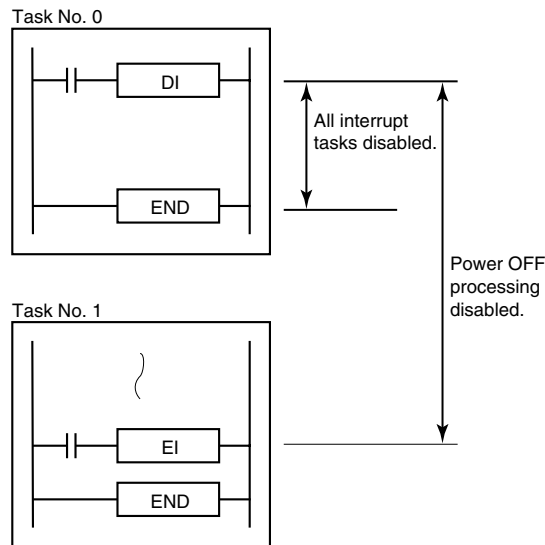 Task No. 0
DI
All interrupt
tasks disabled.
END
Power OFF
processing
disabled.
Task No. 1
EI
END